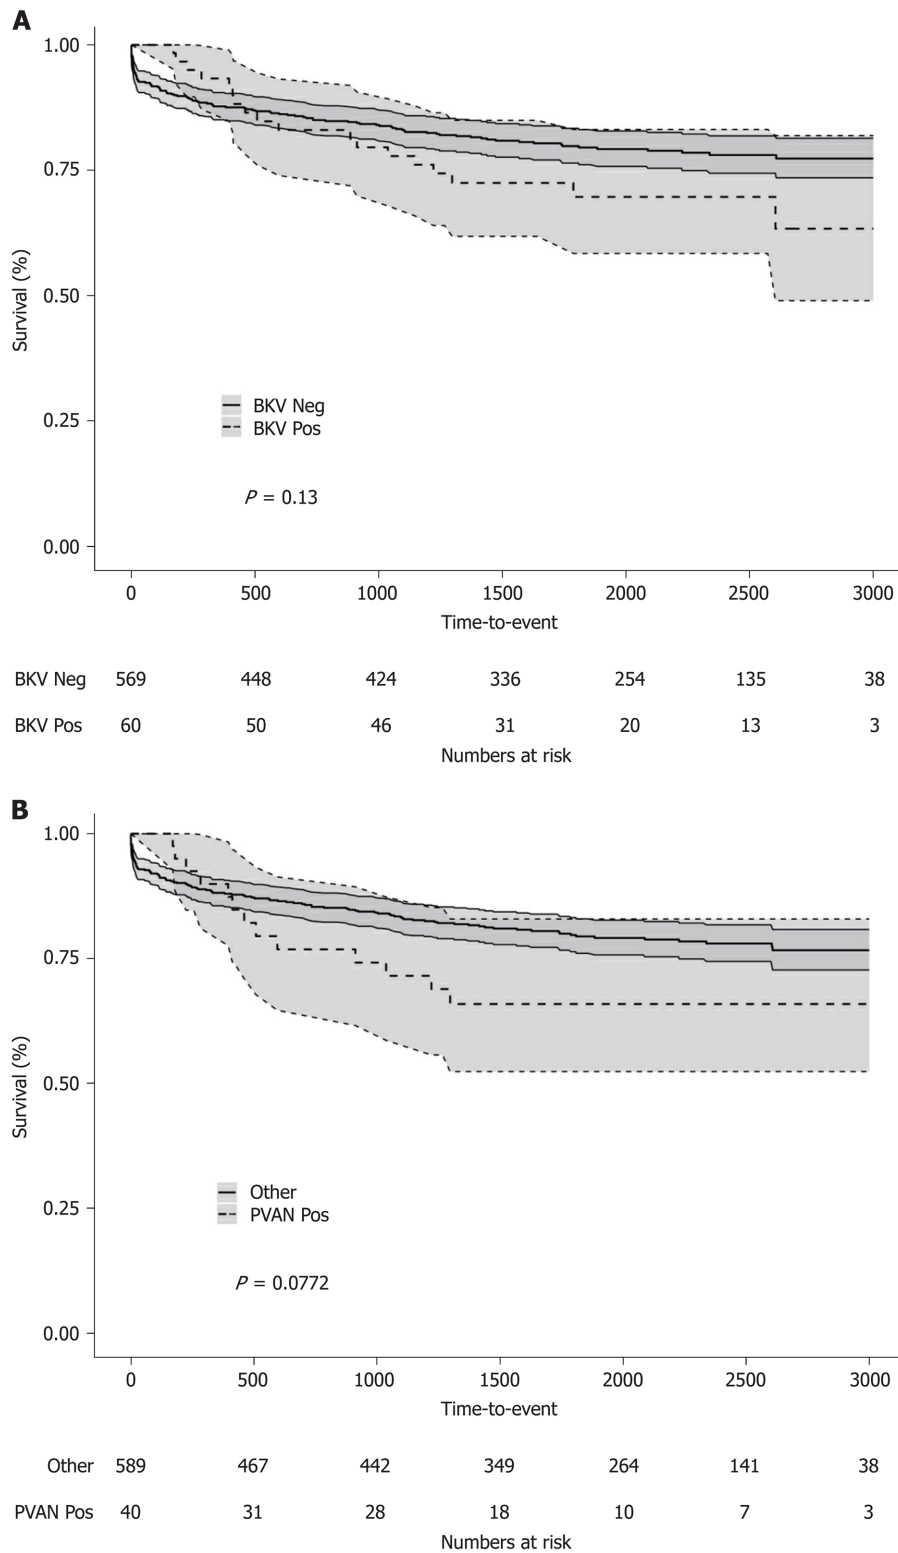 A
1.00
0.75
0.50
0.25
0.00
Survival (%)
BKV Neg
BKV Pos
P = 0.13
0 500 1000 1500 2000 2500 3000
Time-to-event
BKV Neg 569 448 424 336 254 135 38
BKV Pos 60 50 46 31 20 13 3
Numbers at risk
B
1.00
0.75
0.50
0.25
0.00
Survival (%)
Other
PVAN Pos
P = 0.0772
0 500 1000 1500 2000 2500 3000
Time-to-event
Other 589 467 442 349 264 141 38
PVAN Pos 40 31 28 18 10 7 3
Numbers at risk